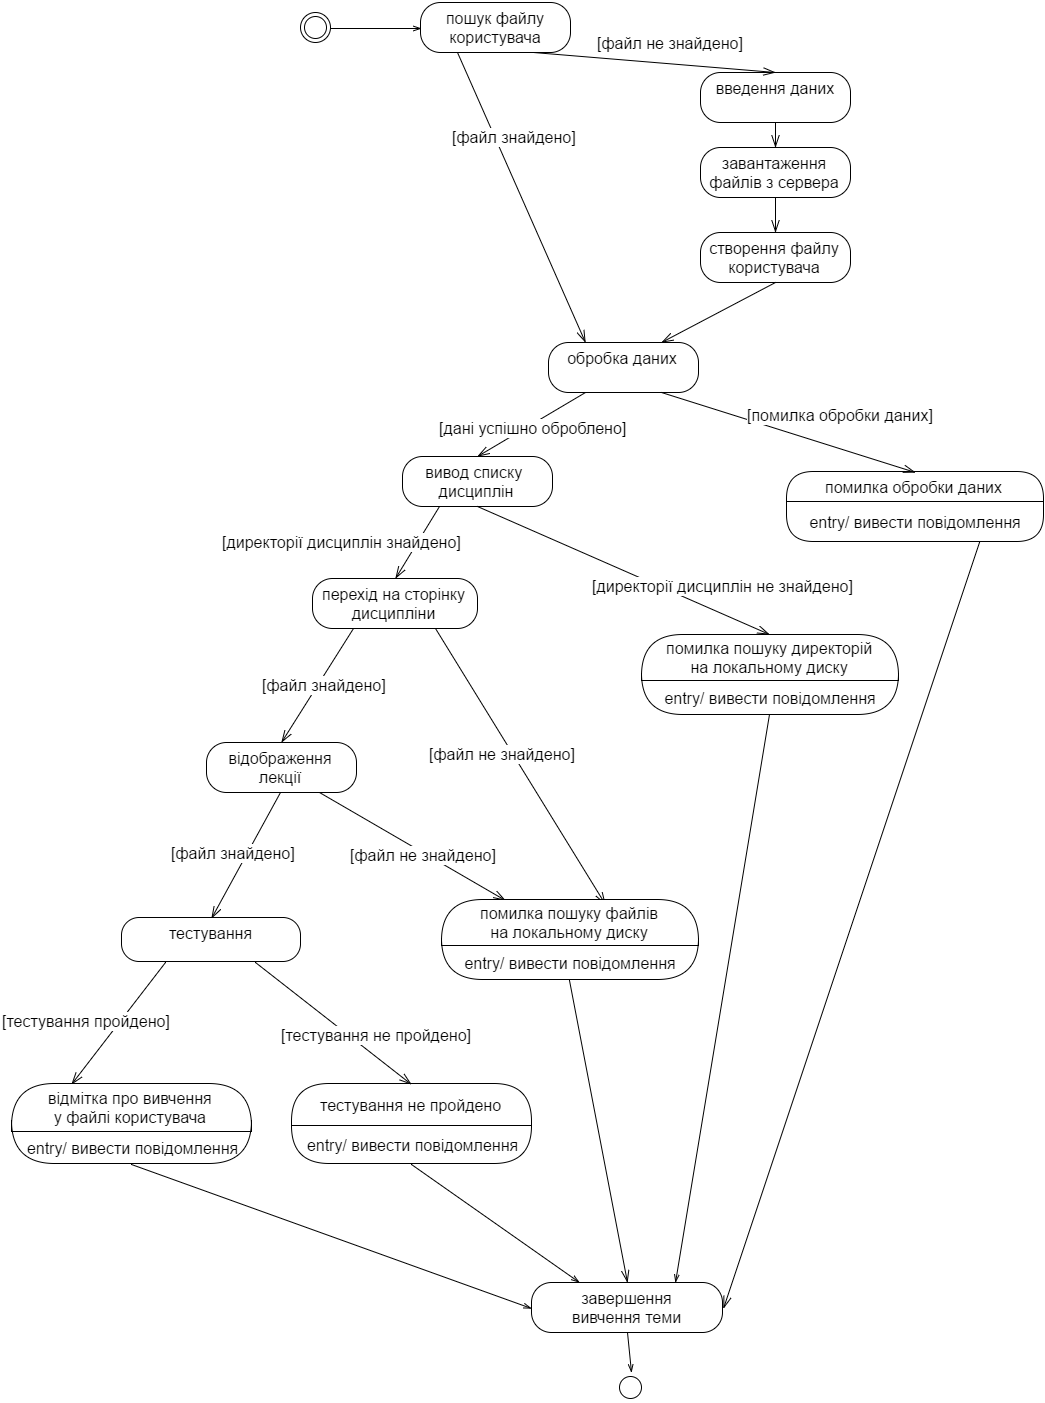 пошук файлу
користувача
[файл не знайдено]
введення даних
[файл знайдено]
завантаження
файлів з сервера
створення файлу
користувача
обробка даних
[дані успішно оброблено]
[помилка обробки даних]
вивод списку
дисциплін
помилка обробки даних
entry/ вивести повідомлення
[директорії дисциплін знайдено]
[директорії дисциплін не знайдено]
перехід на сторінку
дисципліни
помилка пошуку директорій
на локальному диску
entry/ вивести повідомлення
[файл знайдено]
[файл не знайдено]
відображення
лекції
[файл знайдено]
[файл не знайдено]
помилка пошуку файлів
на локальному диску
entry/ вивести повідомлення
тестування
[тестування пройдено]
[тестування не пройдено]
відмітка про вивчення
у файлі користувача
entry/ вивести повідомлення
тестування не пройдено
entry/ вивести повідомлення
завершення
вивчення теми